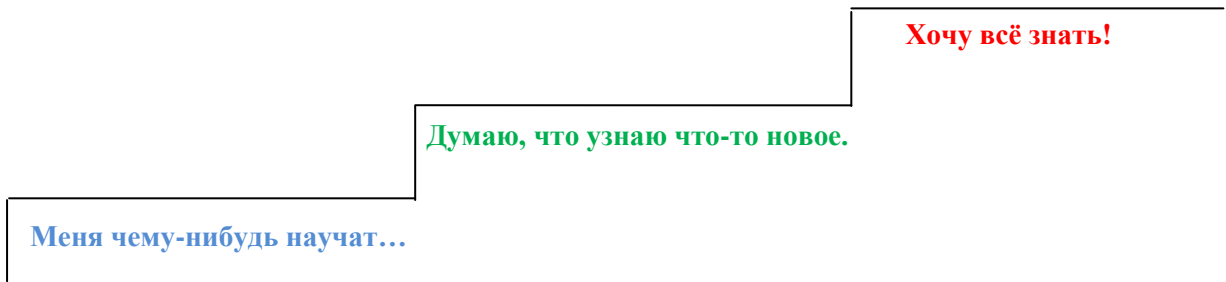 Хочу всё знать!
Думаю, что узнаю что-то новое.
Меня чему-нибудь научат…